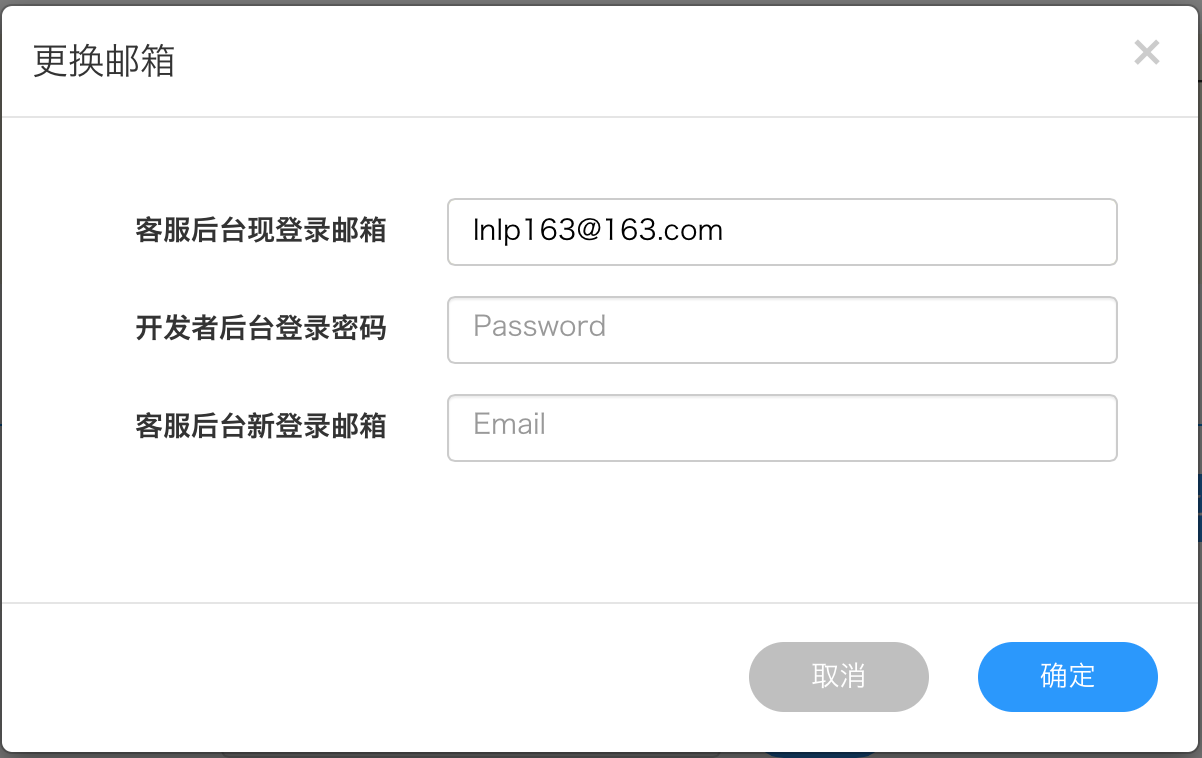 更换邮箱
×
客服后台现登录邮箱 lnlp163@163.com
开发者后台登录密码 Password
客服后台新登录邮箱 Email
取消 确定